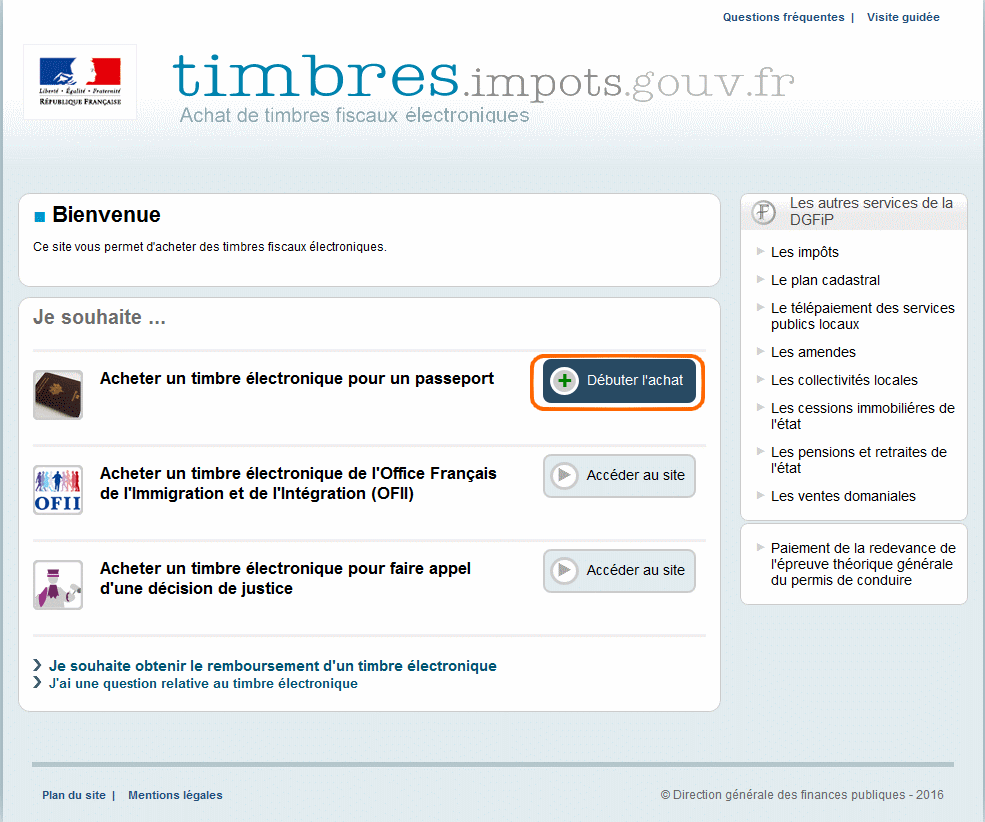 Questions fréquentes | Visite guidée
Liberté • Égalité • Fraternité
RÉPUBLIQUE FRANÇAISE
timbres.impots.gouv.fr
Achat de timbres fiscaux électroniques
Bienvenue
Ce site vous permet d'acheter des timbres fiscaux électroniques.
Je souhaite ...
Acheter un timbre électronique pour un passeport
Débuter l'achat
OFII
Acheter un timbre électronique de l'Office Français
de l'Immigration et de l'Intégration (OFII)
Accéder au site
Acheter un timbre électronique pour faire appel
d'une décision de justice
Accéder au site
Je souhaite obtenir le remboursement d'un timbre électronique
J'ai une question relative au timbre électronique
Les autres services de la
DGFiP
Les impôts
Le plan cadastral
Le télépaiement des services
publics locaux
Les amendes
Les collectivités locales
Les cessions immobiliéres de
l'état
Les pensions et retraites de
l'état
Les ventes domaniales
Paiement de la redevance de
l'épreuve théorique générale
du permis de conduire
Plan du site | Mentions légales
© Direction générale des finances publiques - 2016